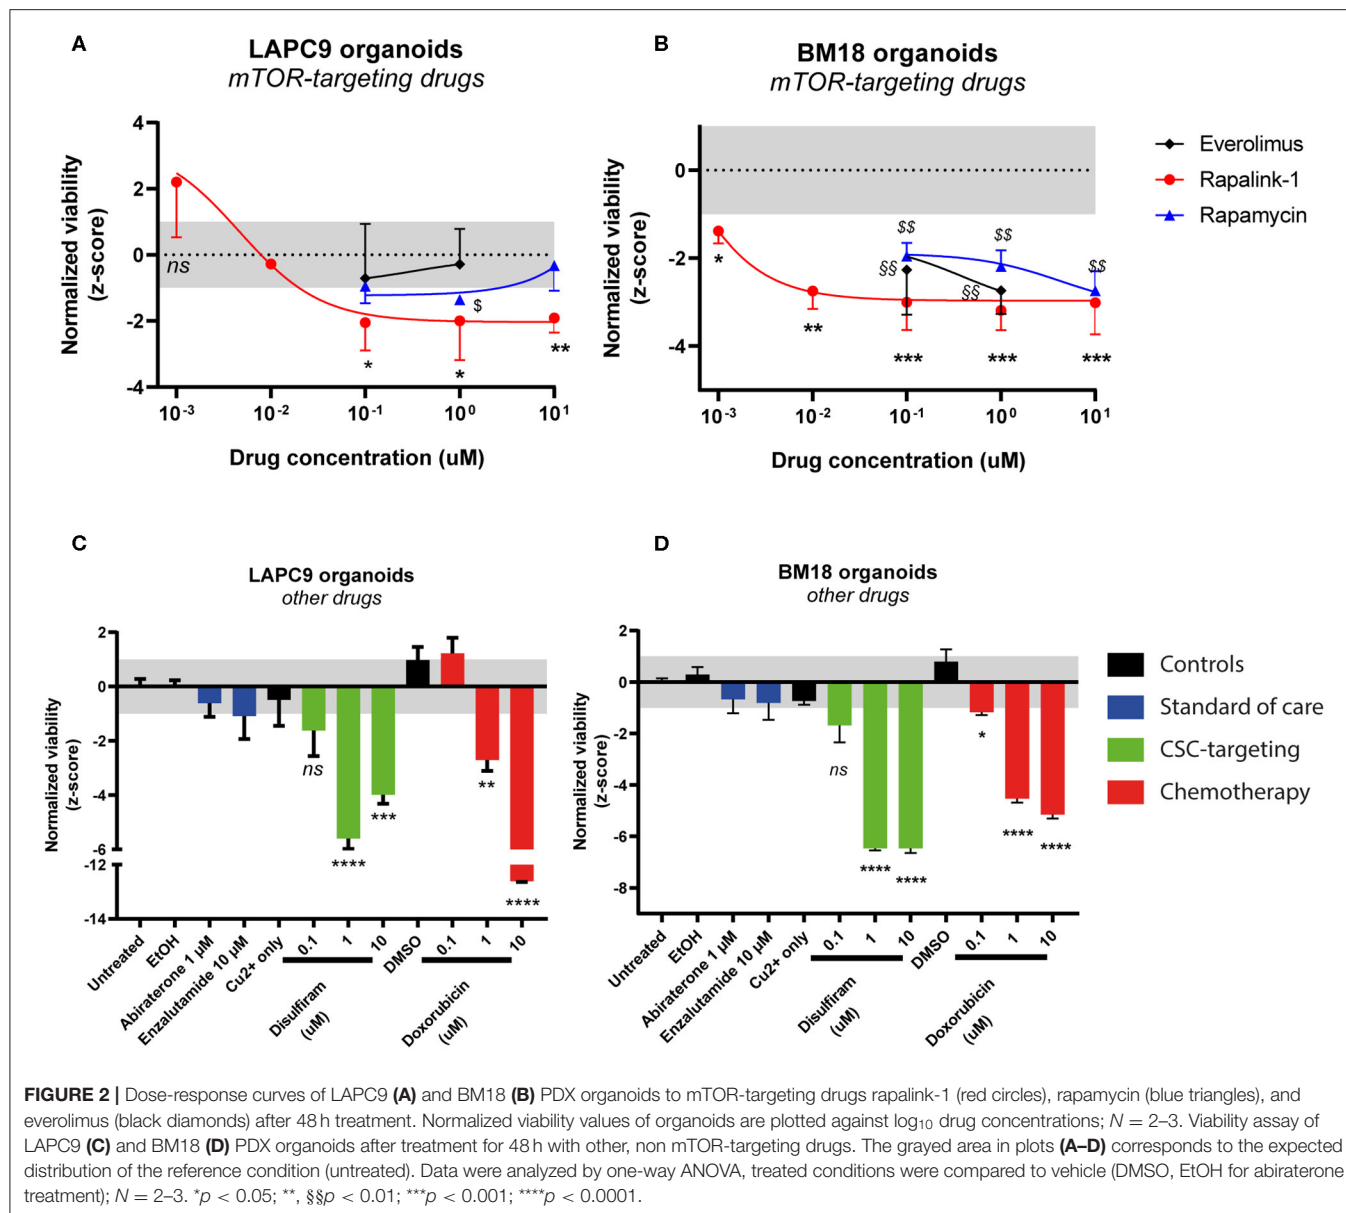 A
LAPC9 organoids
mTOR-targeting drugs
Normalized viability
(z-score)
4
2
0
-2
-4
ns
*
*
$
**
10-3
10-2
10-1
100
101
Drug concentration (uM)
B
BM18 organoids
mTOR-targeting drugs
Normalized viability
(z-score)
0
-2
-4
*
**
***
***
***
$$
$$
$$
§§
§§
10-3
10-2
10-1
100
101
Drug concentration (uM)
Everolimus
Rapalink-1
Rapamycin
C
LAPC9 organoids
other drugs
Normalized viability
(z-score)
2
0
-2
-4
-6
-12
-14
ns
****
***
**
****
Untreated
EtOH
Abiraterone 1 µM
Enzalutamide 10 µM
Cu2+ only
0.1
1
10
Disulfiram
(uM)
DMSO
0.1
1
10
Doxorubicin
(uM)
D
BM18 organoids
other drugs
Normalized viability
(z-score)
2
0
-2
-4
-6
-8
ns
****
****
*
****
****
Untreated
EtOH
Abiraterone 1 µM
Enzalutamide 10 µM
Cu2+ only
0.1
1
10
Disulfiram
(uM)
DMSO
0.1
1
10
Doxorubicin
(uM)
Controls
Standard of care
CSC-targeting
Chemotherapy
FIGURE 2 | Dose-response curves of LAPC9 (A) and BM18 (B) PDX organoids to mTOR-targeting drugs rapalink-1 (red circles), rapamycin (blue triangles), and
everolimus (black diamonds) after 48 h treatment. Normalized viability values of organoids are plotted against log10 drug concentrations; N = 2–3. Viability assay of
LAPC9 (C) and BM18 (D) PDX organoids after treatment for 48 h with other, non mTOR-targeting drugs. The grayed area in plots (A–D) corresponds to the expected
distribution of the reference condition (untreated). Data were analyzed by one-way ANOVA, treated conditions were compared to vehicle (DMSO, EtOH for abiraterone
treatment); N = 2–3. *p < 0.05; **, §§p < 0.01; ***p < 0.001; ****p < 0.0001.